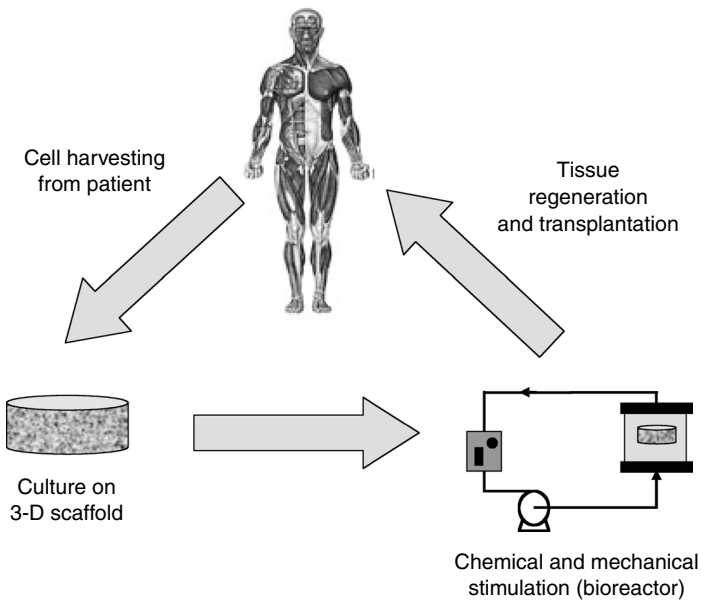 Cell harvesting
from patient
Tissue
regeneration
and transplantation
Culture on
3-D scaffold
Chemical and mechanical
stimulation (bioreactor)